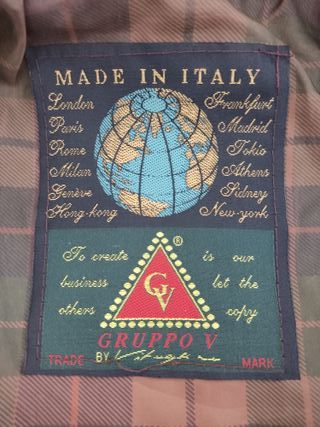 MADE IN ITALY
London Frankfurt
Paris Madrid
Rome Tokio
Milan Athens
Genève Sidney
Hong-kong New-york
To create is our
business let the
others copy
®
GV
GRUPPO V
TRADE BY MARK